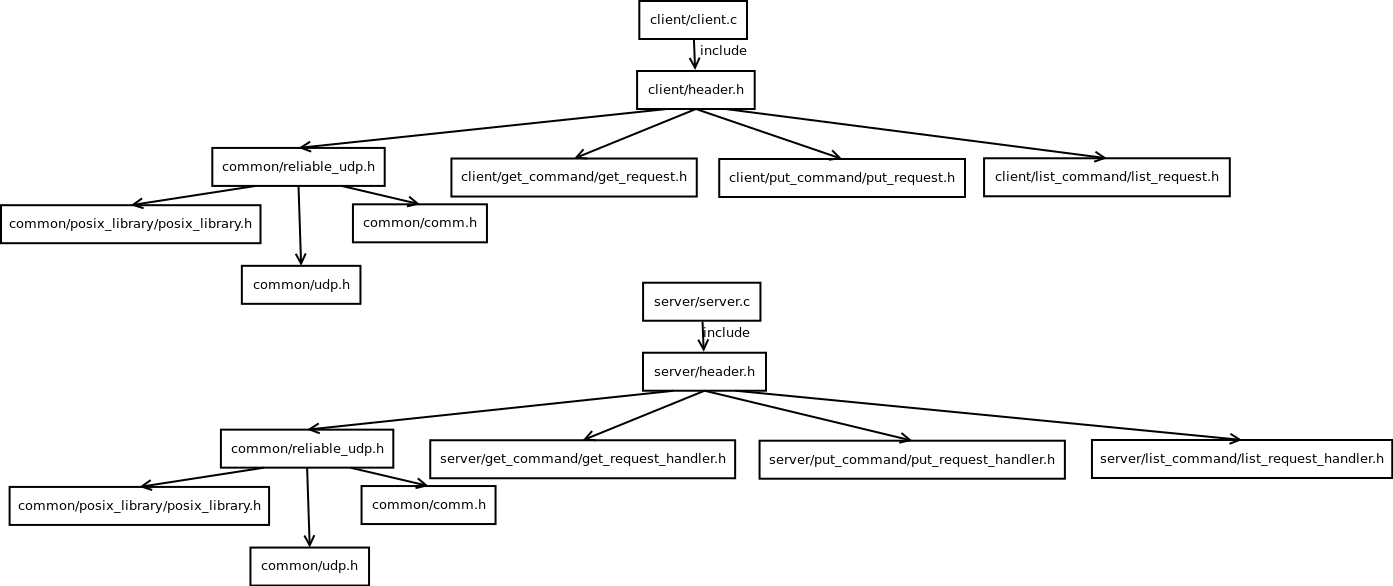 client/client.c
include
client/header.h
common/reliable_udp.h
client/get_command/get_request.h
client/put_command/put_request.h
client/list_command/list_request.h
common/posix_library/posix_library.h
common/comm.h
common/udp.h
server/server.c
include
server/header.h
common/reliable_udp.h
server/get_command/get_request_handler.h
server/put_command/put_request_handler.h
server/list_command/list_request_handler.h
common/posix_library/posix_library.h
common/comm.h
common/udp.h